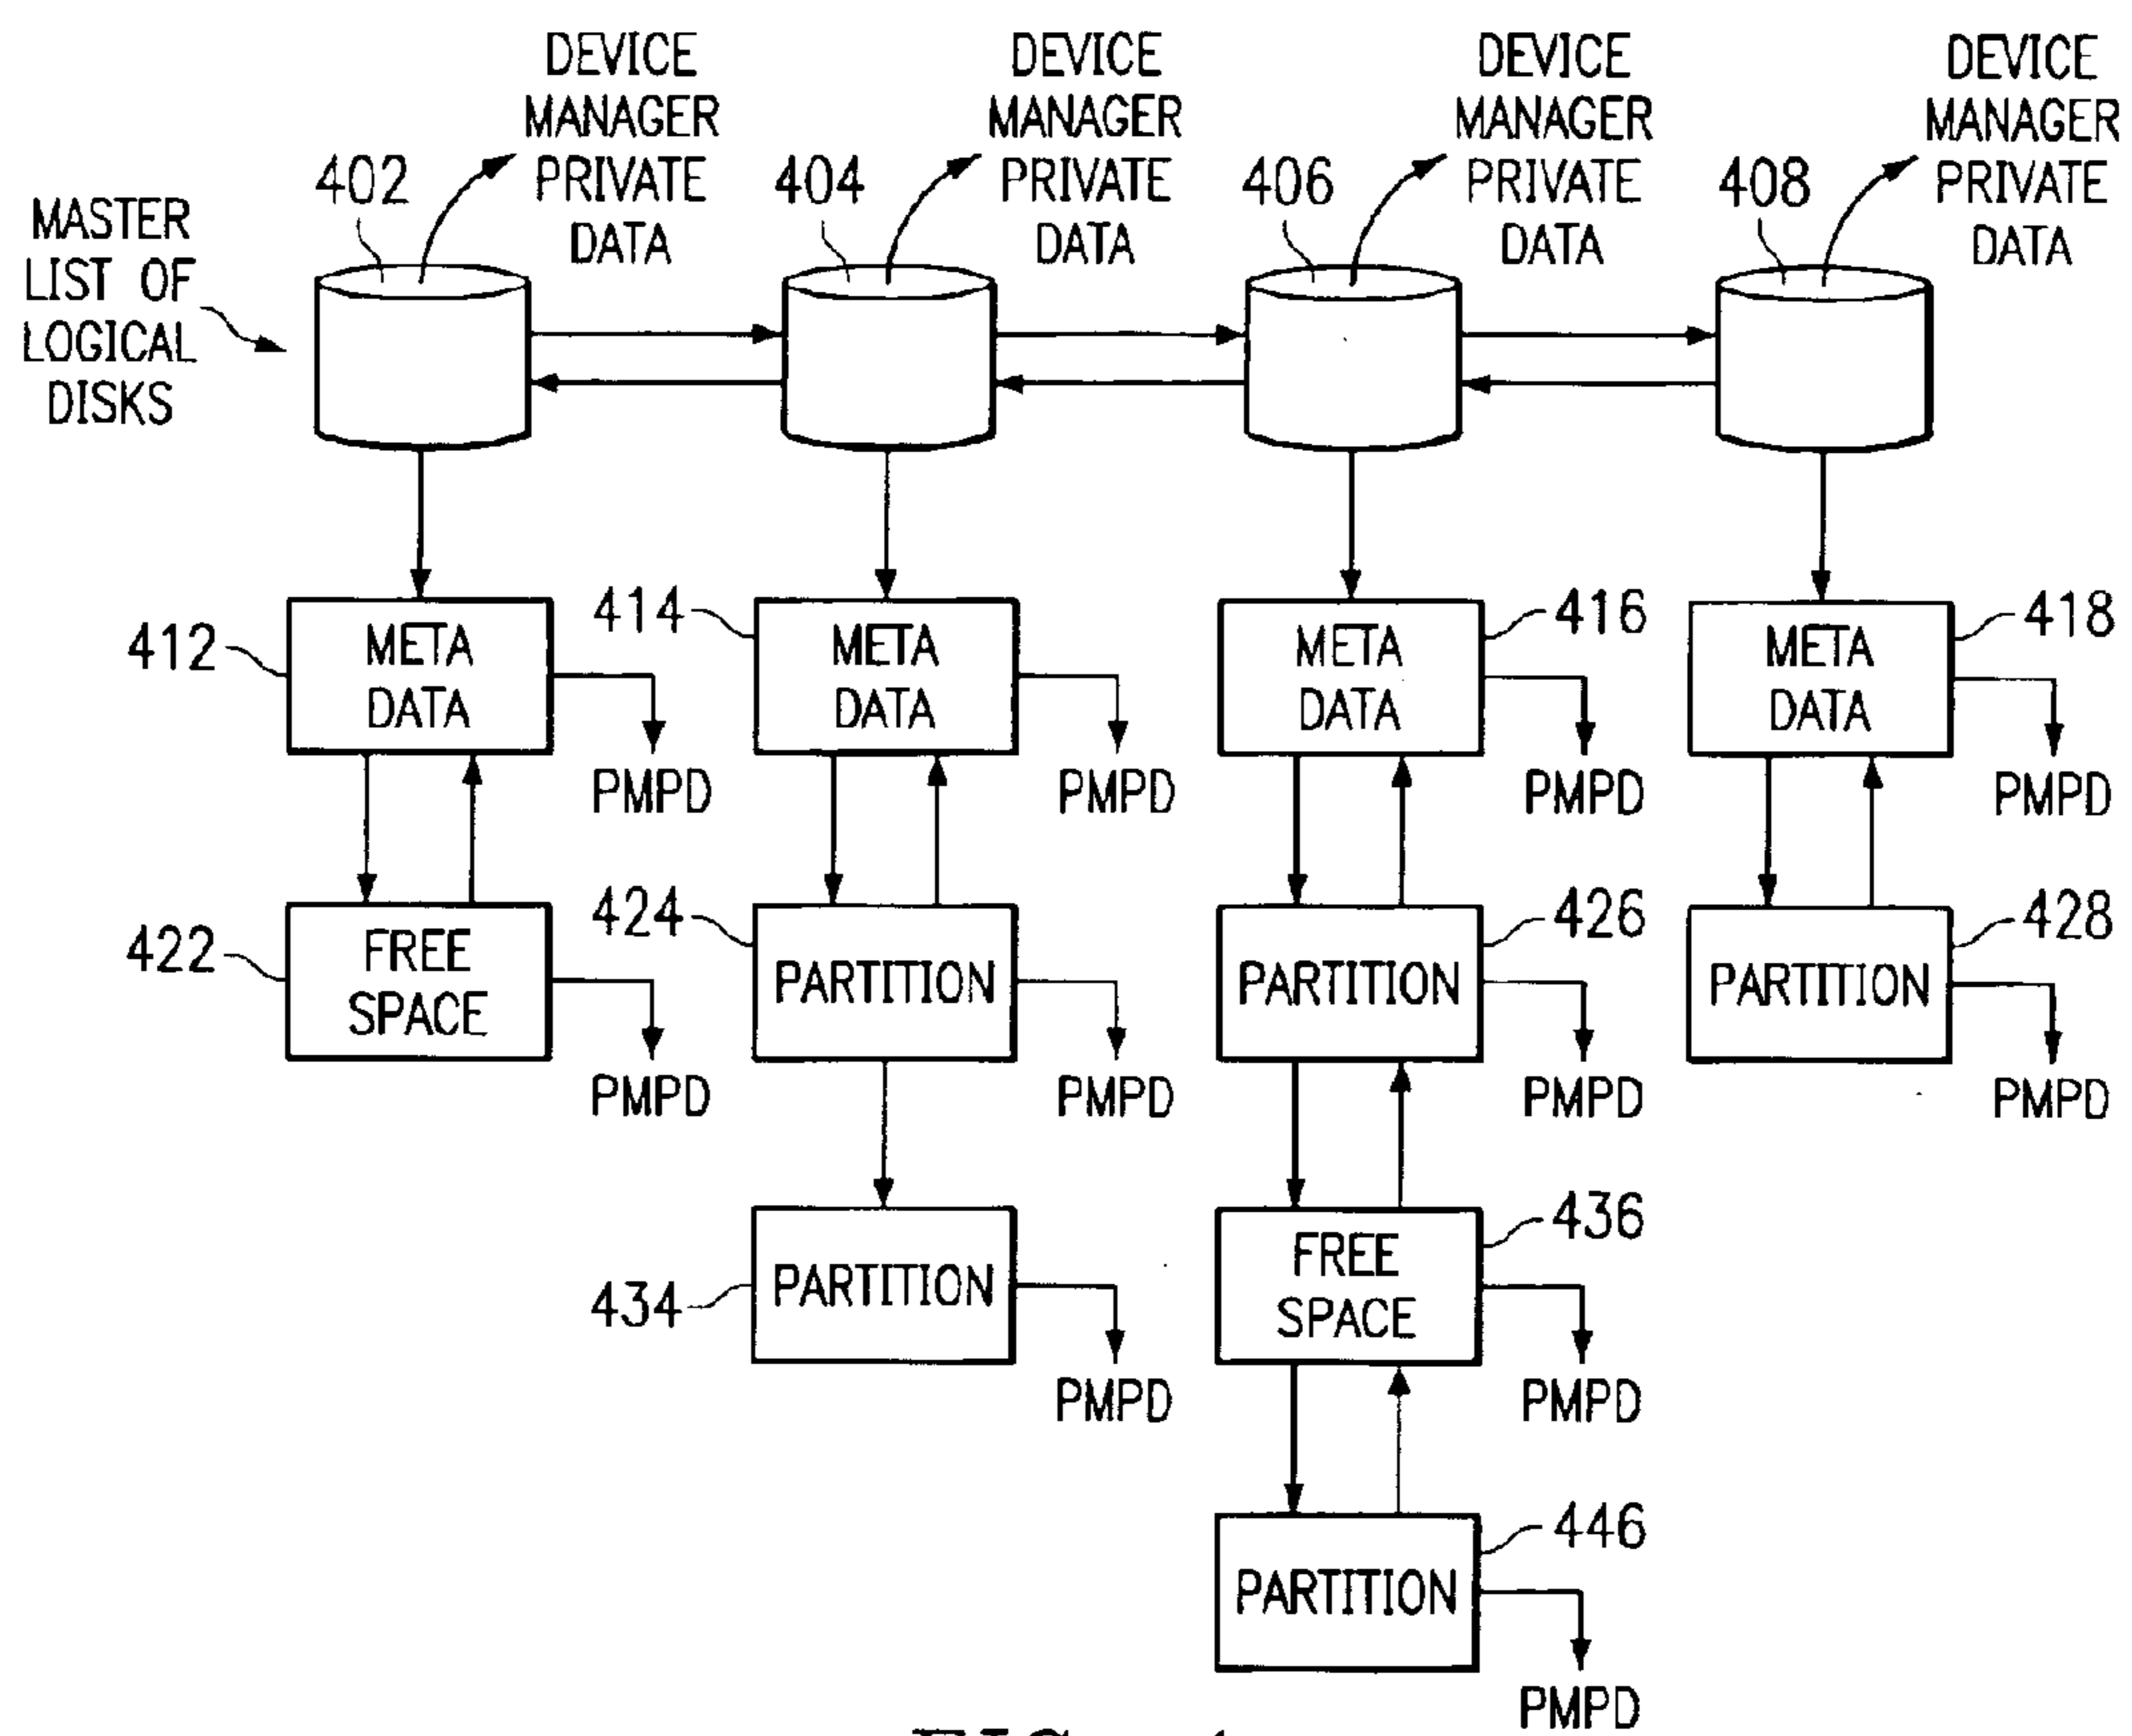 DEVICE
MANAGER
PRIVATE
DATA
DEVICE
MANAGER
PRIVATE
DATA
DEVICE
MANAGER
PRIVATE
DATA
DEVICE
MANAGER
PRIVATE
DATA
402
404
406
408
MASTER
LIST OF
LOGICAL
DISKS
412
META
DATA
PMPD
414
META
DATA
PMPD
416
META
DATA
PMPD
418
META
DATA
PMPD
422
FREE
SPACE
PMPD
424
PARTITION
PMPD
426
PARTITION
PMPD
428
PARTITION
PMPD
434
PARTITION
PMPD
436
FREE
SPACE
PMPD
446
PARTITION
PMPD